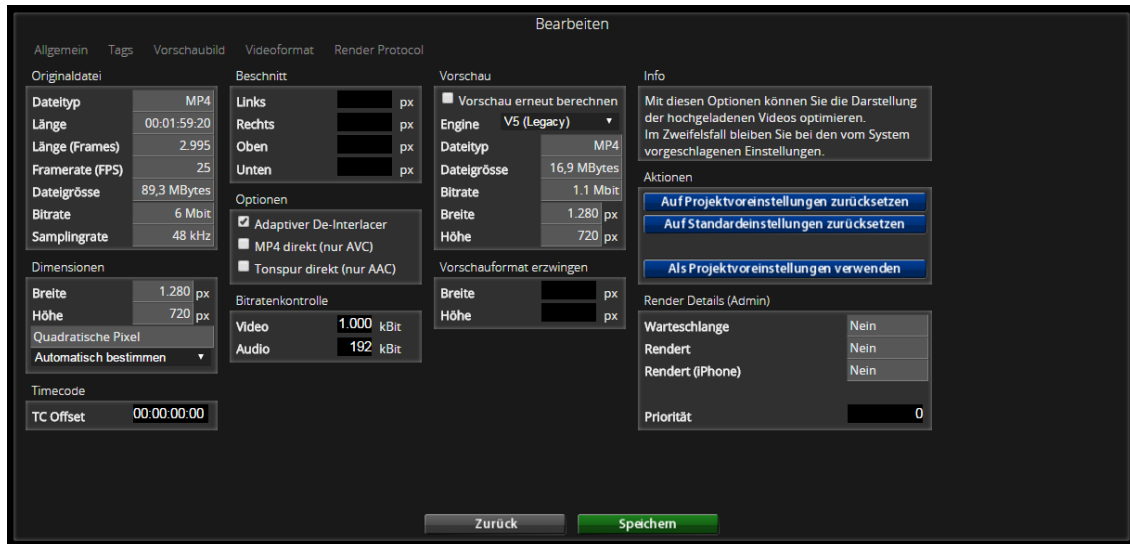 Bearbeiten
Allgemein Tags Vorschaubild Videoformat Render Protocol
Originaldatei
Dateityp MP4
Länge 00:01:59:20
Länge (Frames) 2.995
Framerate (FPS) 25
Dateigrösse 89,3 MBytes
Bitrate 6 Mbit
Samplingrate 48 kHz
Dimensionen
Breite 1.280 px
Höhe 720 px
Quadratische Pixel
Automatisch bestimmen
Timecode
TC Offset 00:00:00:00
Beschnitt
Links px
Rechts px
Oben px
Unten px
Optionen
Adaptiver De-Interlacer
MP4 direkt (nur AVC)
Tonspur direkt (nur AAC)
Bitratenkontrolle
Video 1.000 kBit
Audio 192 kBit
Vorschau
Vorschau erneut berechnen
Engine V5 (Legacy)
Dateityp MP4
Dateigrösse 16,9 MBytes
Bitrate 1.1 Mbit
Breite 1.280 px
Höhe 720 px
Vorschauformat erzwingen
Breite px
Höhe px
Info
Mit diesen Optionen können Sie die Darstellung
der hochgeladenen Videos optimieren.
Im Zweifelsfall bleiben Sie bei den vom System
vorgeschlagenen Einstellungen.
Aktionen
Auf Projektvoreinstellungen zurücksetzen
Auf Standardeinstellungen zurücksetzen
Als Projektvoreinstellungen verwenden
Render Details (Admin)
Warteschlange Nein
Rendert Nein
Rendert (iPhone) Nein
Priorität 0
Zurück Speichern